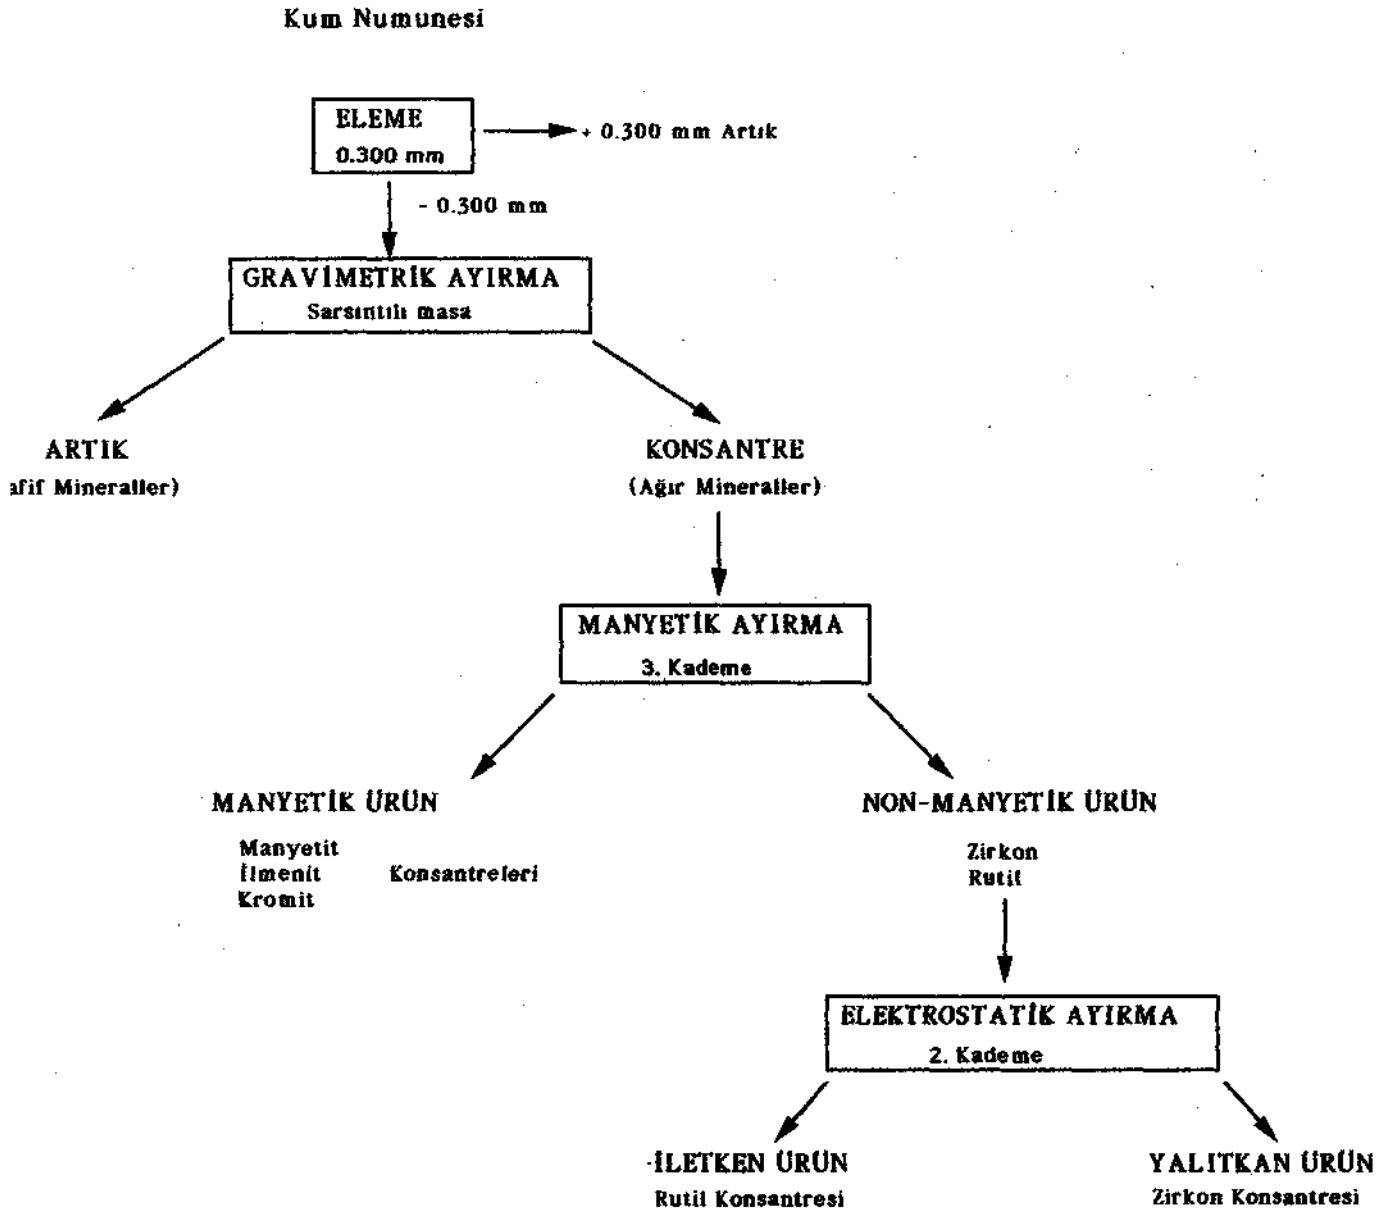 Kum Numunesi
ELEME
0.300 mm
+ 0.300 mm Artık
- 0.300 mm
GRAVİMETRİK AYIRMA
Sarsıntılı masa
ARTIK
afif Mineraller)
KONSANTRE
(Ağır Mineraller)
MANYETİK AYIRMA
3. Kademe
MANYETİK ÜRÜN
Manyetit
İlmenit
Kromit
Konsantreleri
NON-MANYETİK ÜRÜN
Zirkon
Rutil
ELEKTROSTATİK AYIRMA
2. Kademe
İLETKEN ÜRÜN
Rutil Konsantresi
YALITKAN ÜRÜN
Zirkon Konsantresi